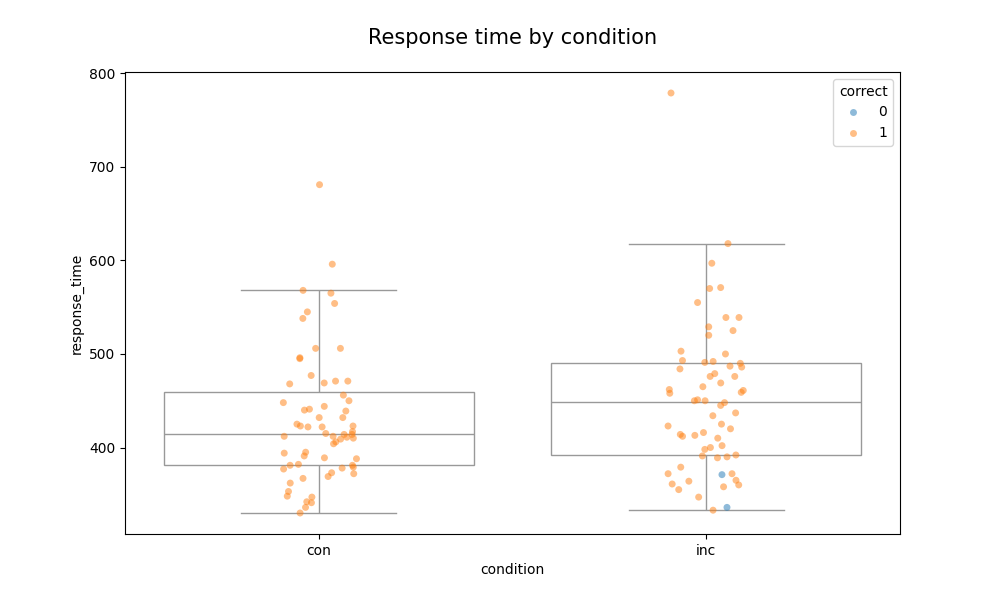 Response time by condition
response_time
800
700
600
500
400
correct
0
1
con
inc
condition